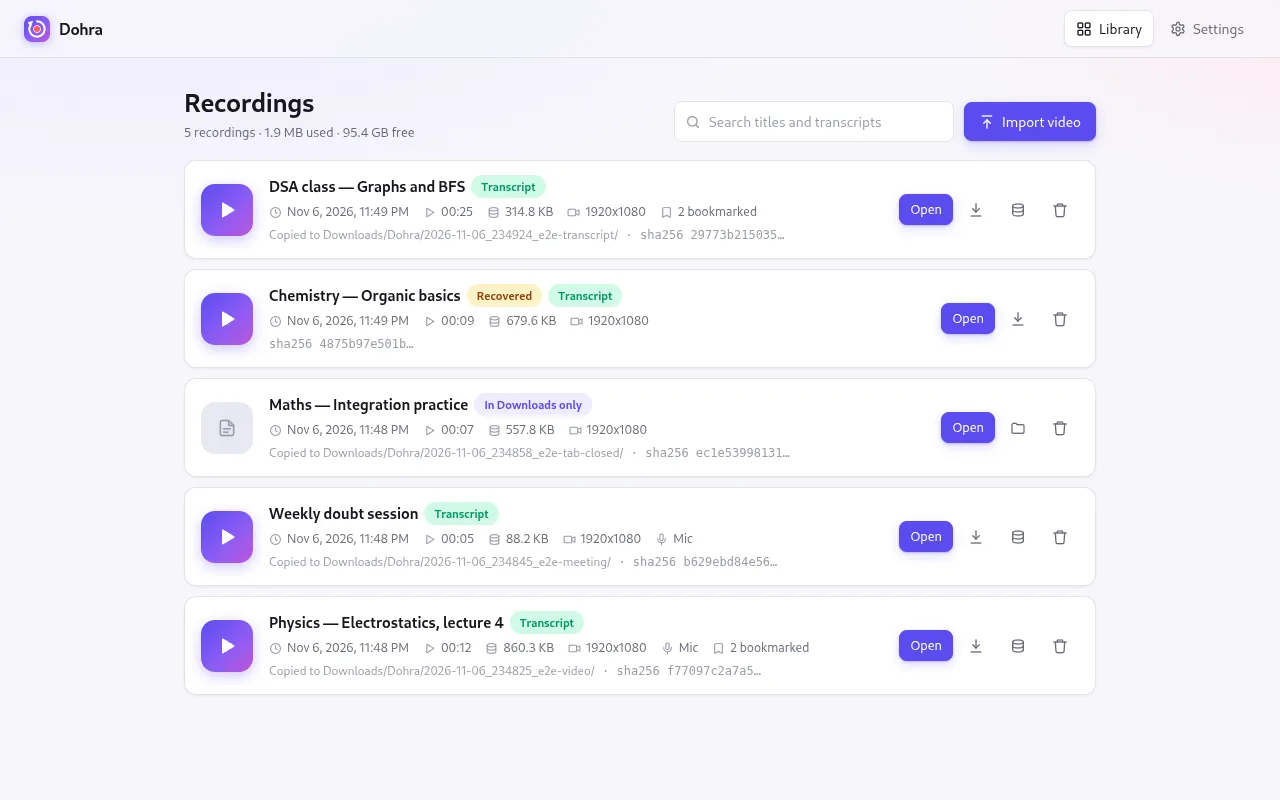 Dohra
Library
Settings
Recordings
5 recordings · 1.9 MB used · 95.4 GB free
Search titles and transcripts
Import video
DSA class — Graphs and BFS Transcript
Nov 6, 2026, 11:49 PM 00:25 314.8 KB 1920x1080 2 bookmarked
Copied to Downloads/Dohra/2026-11-06_234924_e2e-transcript/ · sha256 29773b215035…
Open
Chemistry — Organic basics Recovered Transcript
Nov 6, 2026, 11:49 PM 00:09 679.6 KB 1920x1080
sha256 4875b97e501b…
Open
Maths — Integration practice In Downloads only
Nov 6, 2026, 11:48 PM 00:07 557.8 KB 1920x1080
Copied to Downloads/Dohra/2026-11-06_234858_e2e-tab-closed/ · sha256 ec1e53998131…
Open
Weekly doubt session Transcript
Nov 6, 2026, 11:48 PM 00:05 88.2 KB 1920x1080 Mic
Copied to Downloads/Dohra/2026-11-06_234845_e2e-meeting/ · sha256 b629ebd84e56…
Open
Physics — Electrostatics, lecture 4 Transcript
Nov 6, 2026, 11:48 PM 00:12 860.3 KB 1920x1080 Mic 2 bookmarked
Copied to Downloads/Dohra/2026-11-06_234825_e2e-video/ · sha256 f77097c2a7a5…
Open